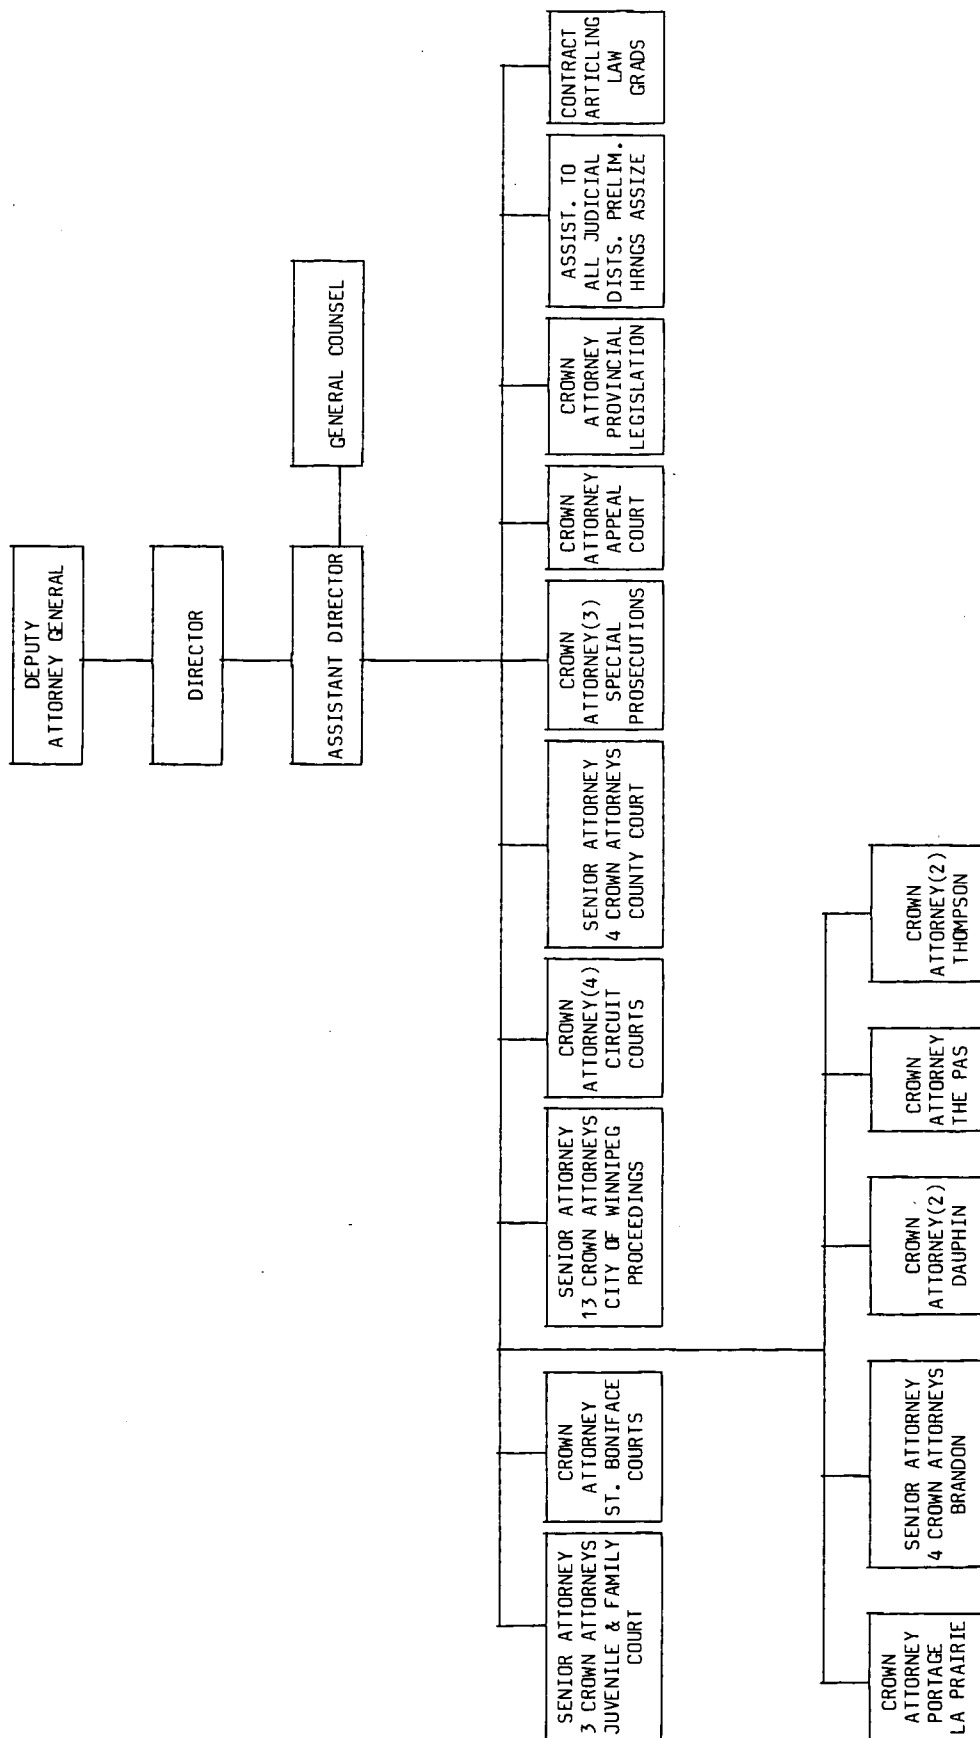 DEPUTY
ATTORNEY GENERAL
DIRECTOR
ASSISTANT DIRECTOR
GENERAL COUNSEL
SENIOR ATTORNEY
3 CROWN ATTORNEYS
JUVENILE & FAMILY
COURT
CROWN
ATTORNEY
ST. BONIFACE
COURTS
SENIOR ATTORNEY
13 CROWN ATTORNEYS
CITY OF WINNIPEG
PROCEEDINGS
CROWN
ATTORNEY(4)
CIRCUIT
COURTS
SENIOR ATTORNEY
4 CROWN ATTORNEYS
COUNTY COURT
CROWN
ATTORNEY(3)
SPECIAL
PROSECUTIONS
CROWN
ATTORNEY
APPEAL
COURT
CROWN
ATTORNEY
PROVINCIAL
LEGISLATION
ASSIST. TO
ALL JUDICIAL
DISTS. PRELIM.
HRNGS ASSIZE
CONTRACT
ARTICLING
LAW
GRADS
CROWN
ATTORNEY
PORTAGE
LA PRAIRIE
SENIOR ATTORNEY
4 CROWN ATTORNEYS
BRANDON
CROWN
ATTORNEY(2)
DAUPHIN
CROWN
ATTORNEY
THE PAS
CROWN
ATTORNEY(2)
THOMPSON